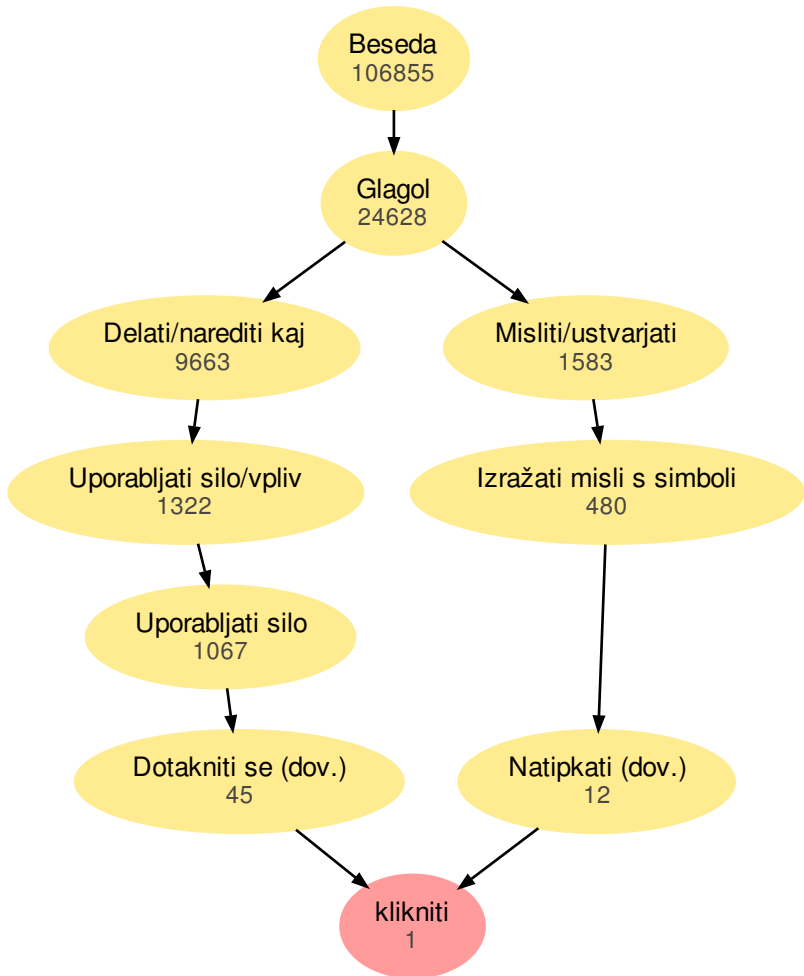 Beseda
106855
Glagol
24628
Delati/narediti kaj
9663
Misliti/ustvarjati
1583
Uporabljati silo/vpliv
1322
Izražati misli s simboli
480
Uporabljati silo
1067
Dotakniti se (dov.)
45
Natipkati (dov.)
12
klikniti
1